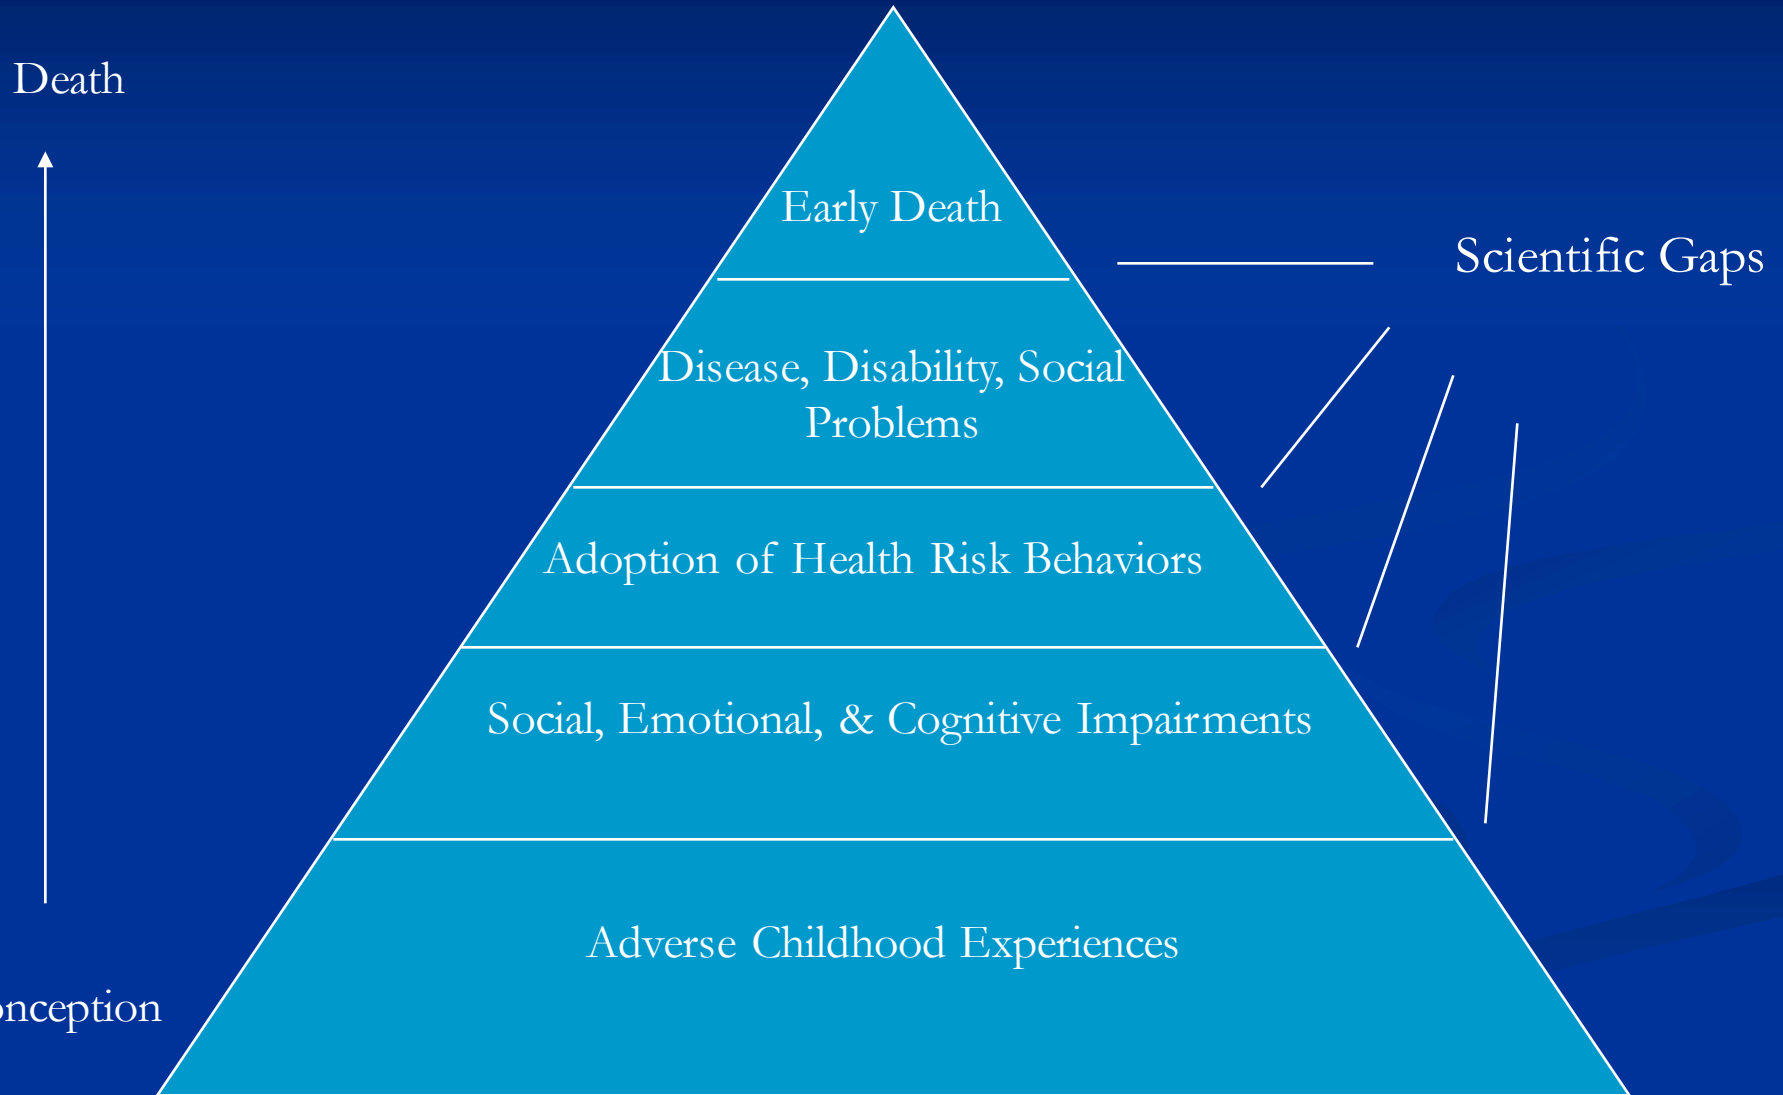 Death
Early Death
Scientific Gaps
Disease, Disability, Social
Problems
Adoption of Health Risk Behaviors
Social, Emotional, & Cognitive Impairments
Adverse Childhood Experiences
onception